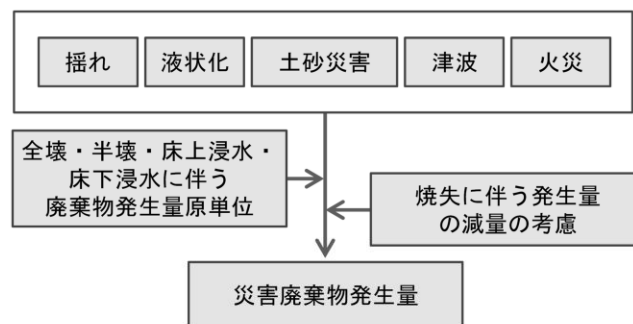 揺れ
液状化
土砂災害
津波
火災
全壊・半壊・床上浸水・
床下浸水に伴う
廃棄物発生量原単位
焼失に伴う発生量
の減量の考慮
災害廃棄物発生量